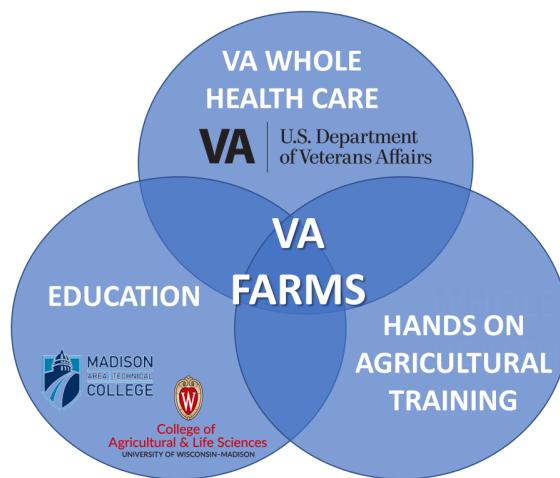 VA WHOLE
HEALTH CARE
VA
U.S. Department
of Veterans Affairs
VA
FARMS
EDUCATION
HANDS ON
AGRICULTURAL
TRAINING
MADISON
AREA TECHNICAL
COLLEGE
W
College of
Agricultural & Life Sciences
UNIVERSITY OF WISCONSIN–MADISON